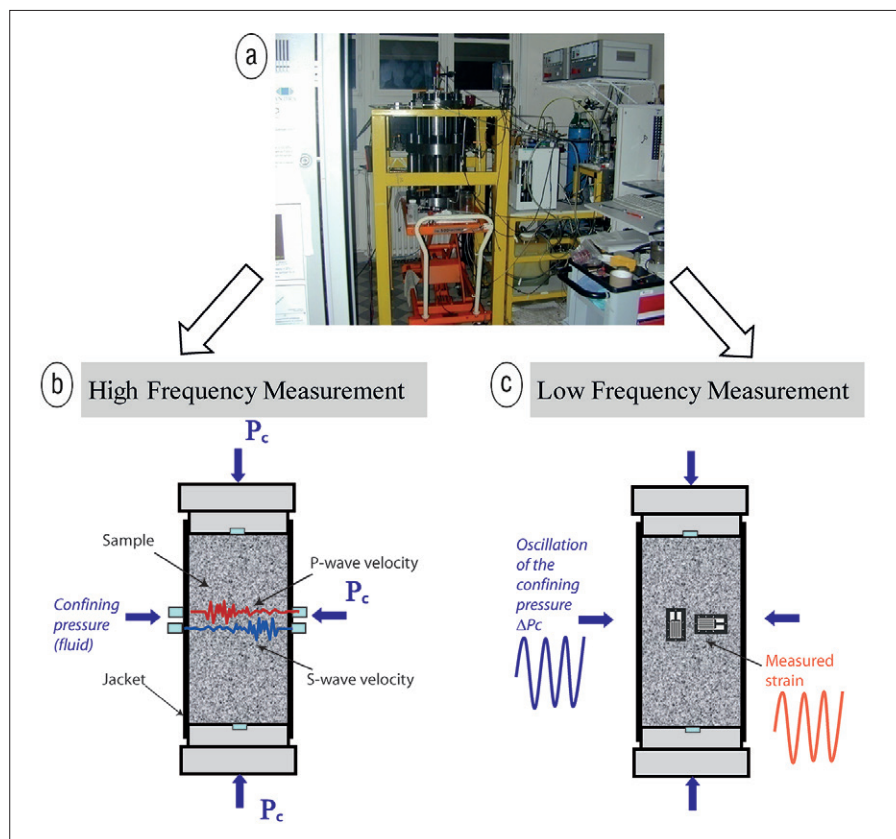 a
b
High Frequency Measurement
c
Low Frequency Measurement
Pc
Sample
P-wave velocity
Confining
pressure
(fluid)
Pc
Jacket
S-wave velocity
Pc
Oscillation
of the
confining
pressure
ΔPc
Measured
strain